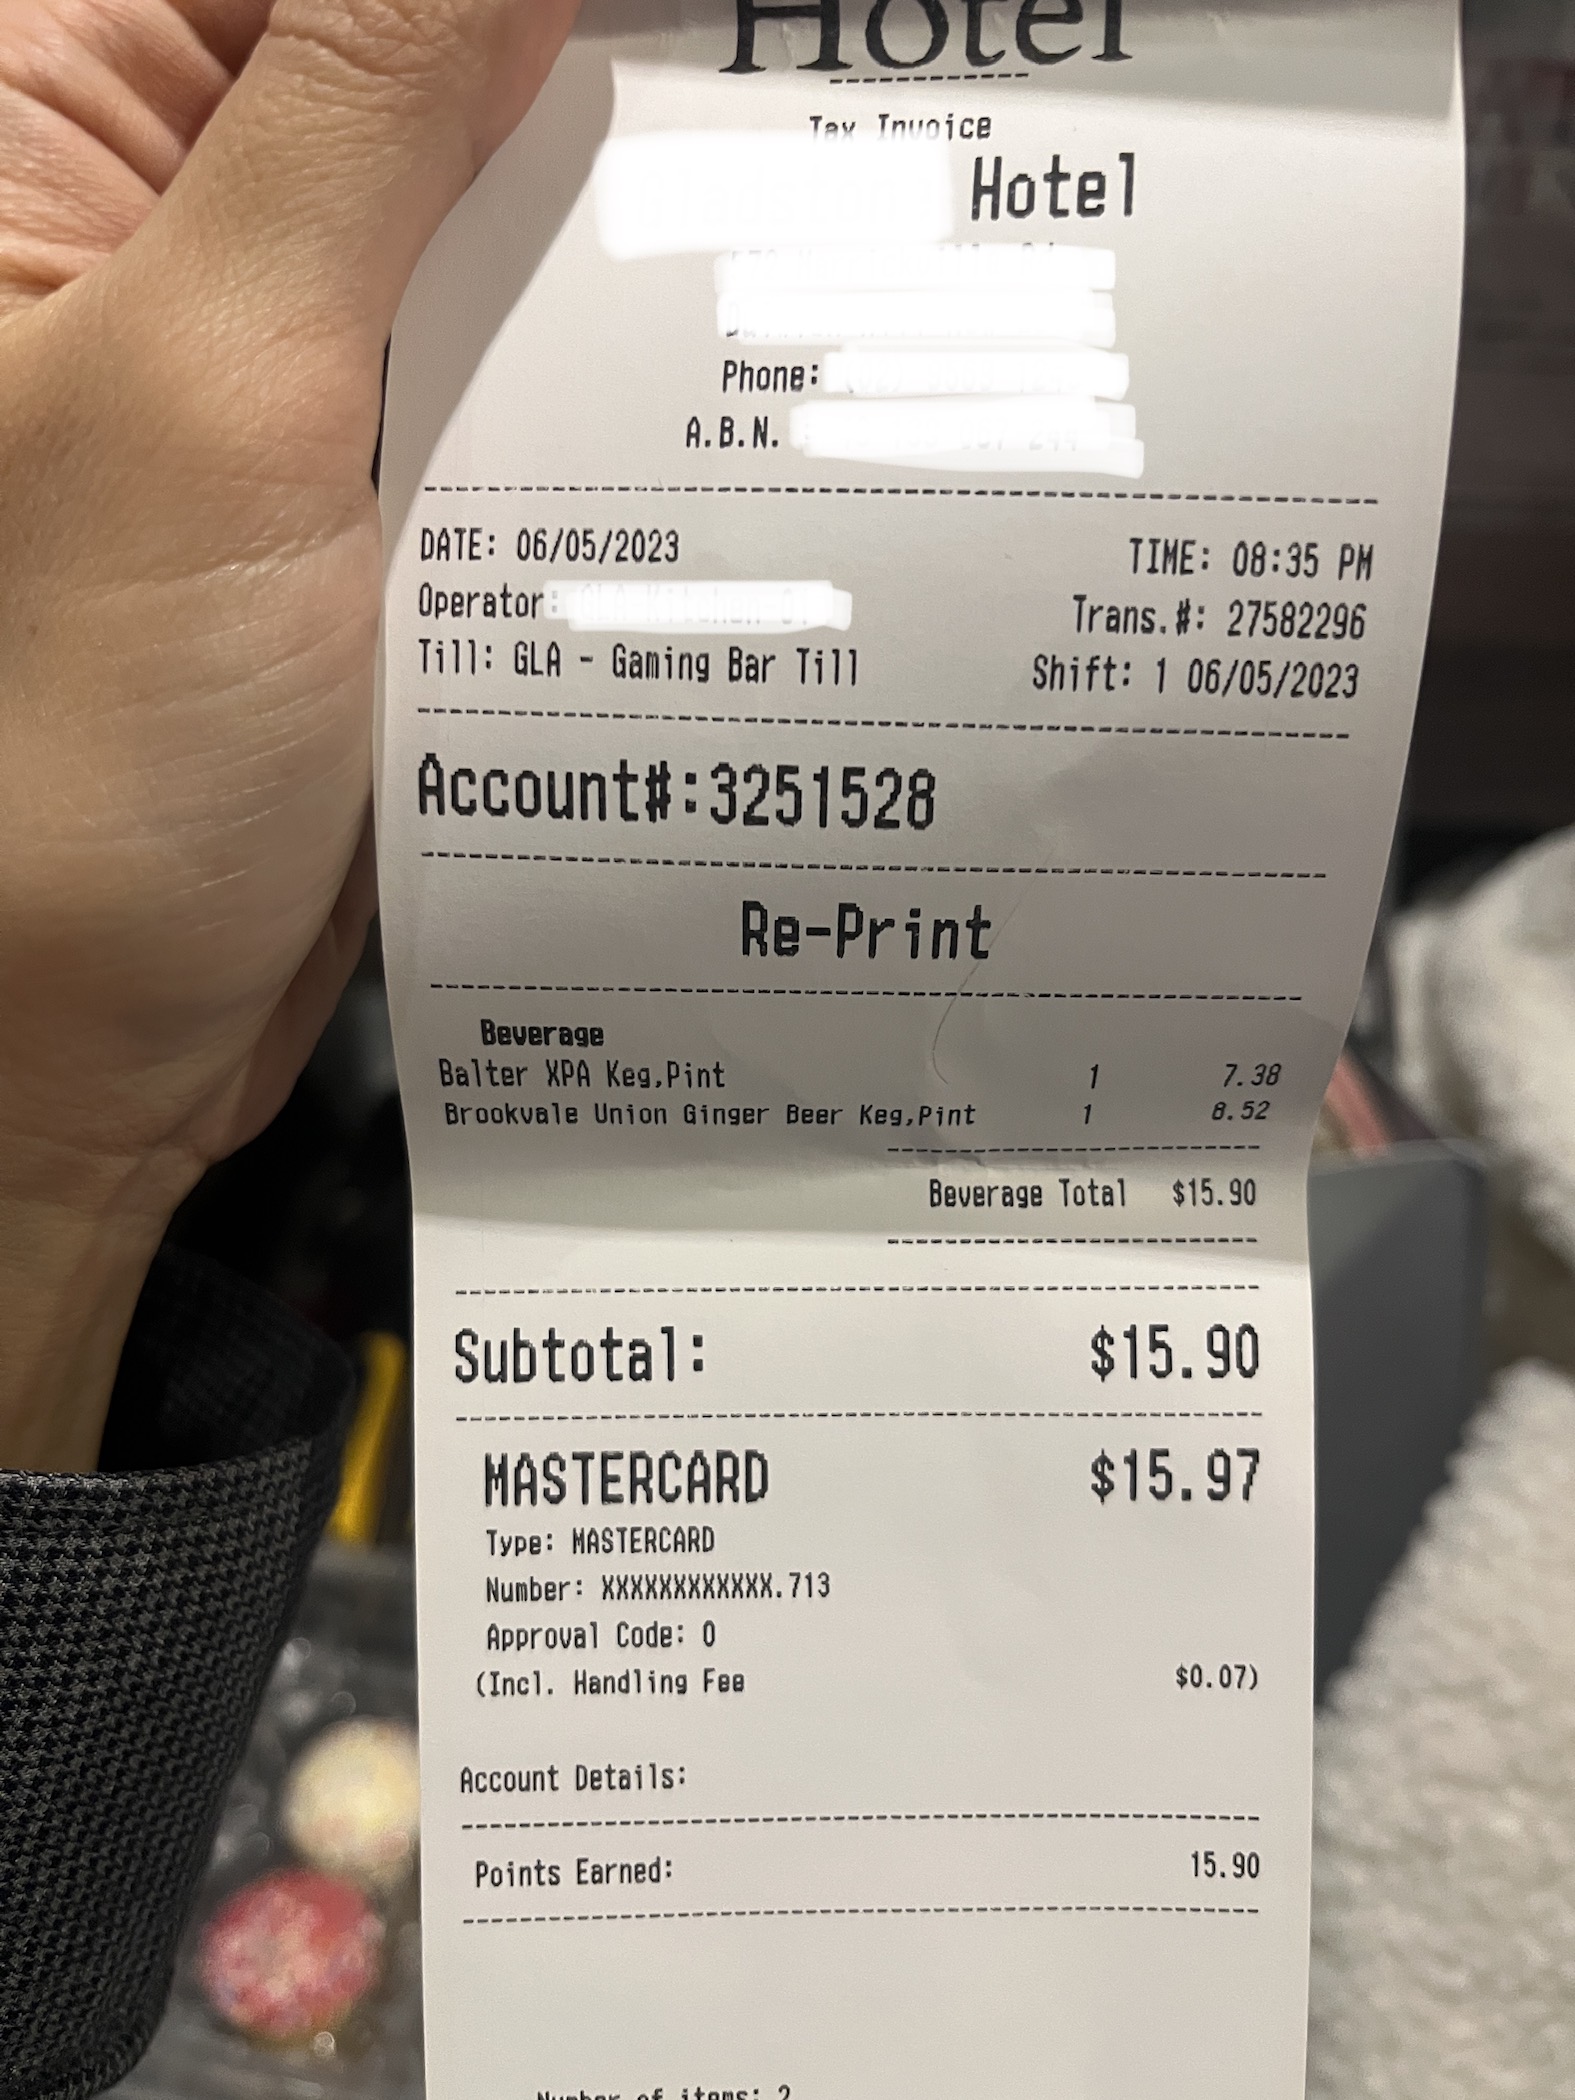 Hotel
Tax Invoice
Hotel
Phone:
A.B.N.
DATE: 06/05/2023 TIME: 08:35 PM
Operator: Trans.#: 27582296
Till: GLA - Gaming Bar Till Shift: 1 06/05/2023
Account#:3251528
Re-Print
Beverage
Balter XPA Keg,Pint 1 7.38
Brookvale Union Ginger Beer Keg,Pint 1 8.52
Beverage Total $15.90
Subtotal: $15.90
MASTERCARD $15.97
Type: MASTERCARD
Number: XXXXXXXXXXXX.713
Approval Code: 0
(Incl. Handling Fee $0.07)
Account Details:
Points Earned: 15.90
Number of items: 2